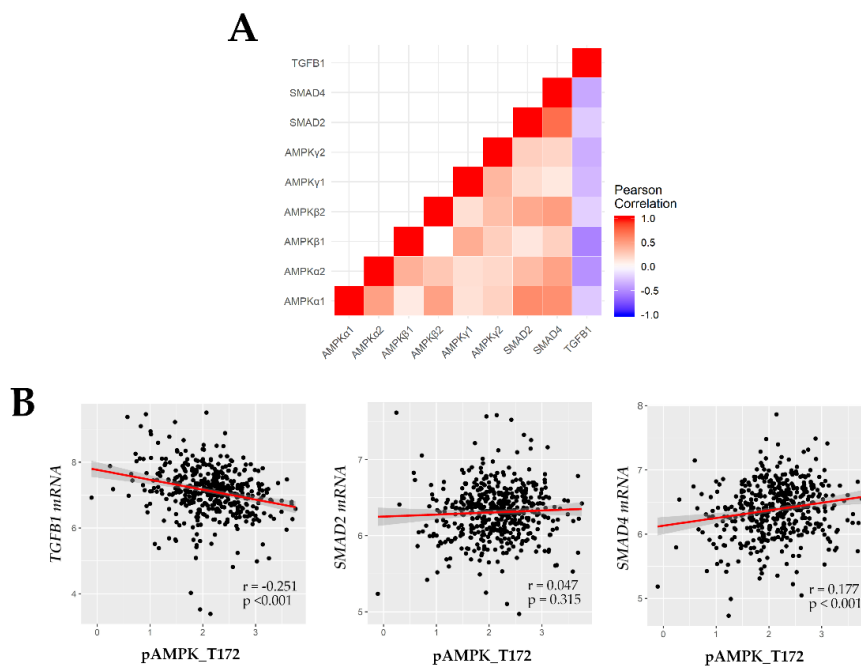 A
TGFB1
SMAD4
SMAD2
AMPKγ2
AMPKγ1
AMPKβ2
AMPKβ1
AMPKα2
AMPKα1
AMPKα1
AMPKα2
AMPKβ1
AMPKβ2
AMPKγ1
AMPKγ2
SMAD2
SMAD4
TGFB1
Pearson
Correlation
1.0
0.5
0.0
-0.5
-1.0
B
TGFB1 mRNA
8
6
4
0
1
2
3
r = -0.251
p <0.001
pAMPK_T172
SMAD2 mRNA
7
6
5
0
1
2
3
r = 0.047
p = 0.315
pAMPK_T172
SMAD4 mRNA
8
7
6
5
0
1
2
3
r = 0.177
p < 0.001
pAMPK_T172